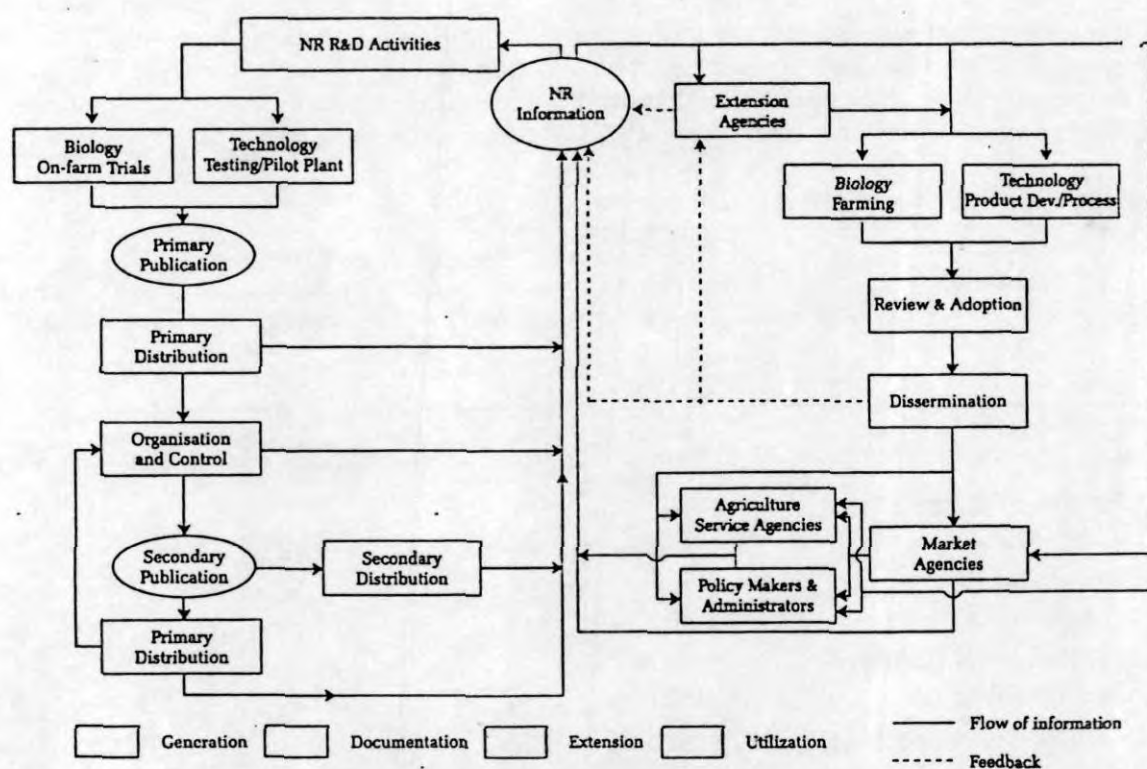 NR R&D Activities
NR
Information
Extension
Agencies
Biology
On-farm Trials
Technology
Testing/Pilot Plant
Biology
Farming
Technology
Product Dev./Process
Primary
Publication
Review & Adoption
Primary
Distribution
Dissermination
Organisation
and Control
Agriculture
Service Agencies
Secondary
Publication
Secondary
Distribution
Market
Agencies
Policy Makers &
Administrators
Primary
Distribution
Generation
Documentation
Extension
Utilization
Flow of information
Feedback